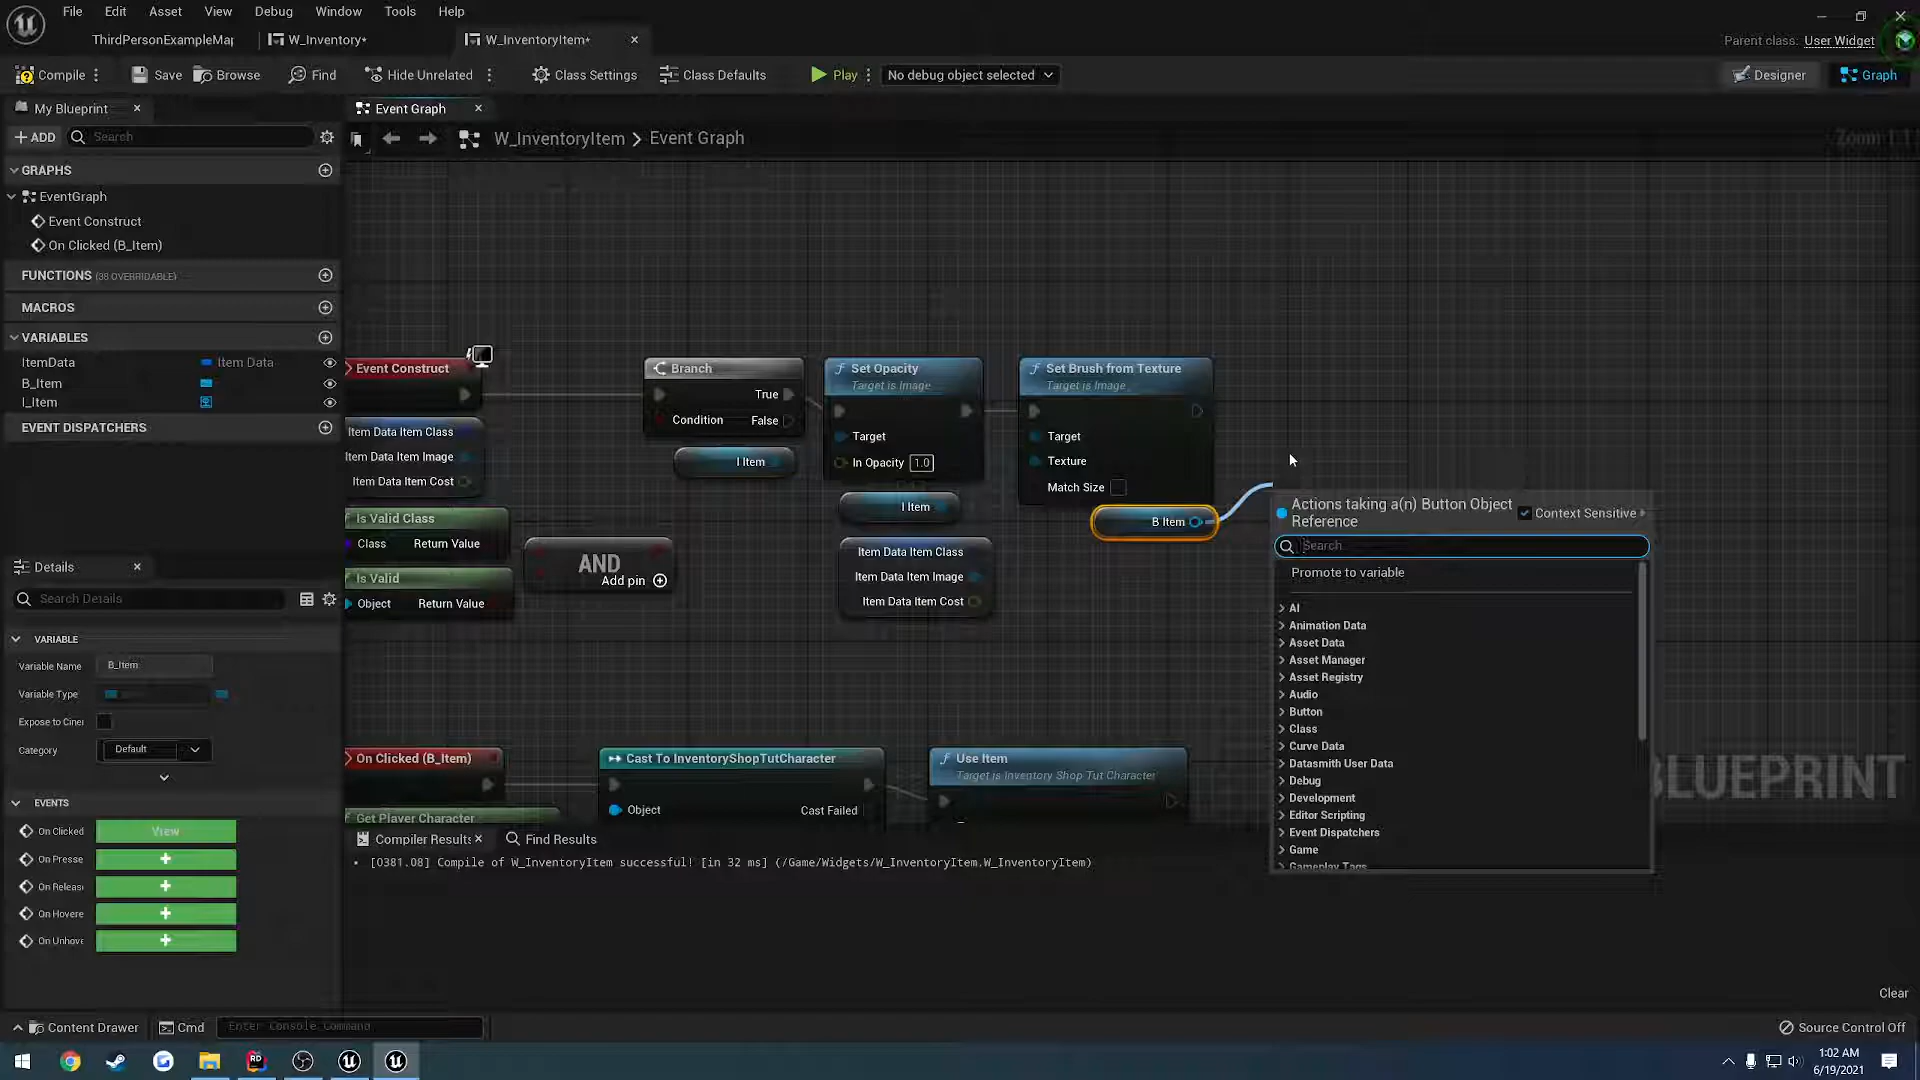 File Edit Asset View Debug Window Tools Help
ThirdPersonExampleMap W_Inventory* W_InventoryItem*
Parent class: User Widget
Compile Save Browse Find Hide Unrelated Class Settings Class Defaults Play No debug object selected Designer Graph
My Blueprint Event Graph
ADD Search W_InventoryItem > Event Graph Zoom 1:1
GRAPHS
EventGraph
Event Construct
On Clicked (B_Item)
FUNCTIONS (38 OVERRIDABLE)
MACROS
VARIABLES
ItemData Item Data
B_Item
I_Item
EVENT DISPATCHERS
Event Construct
Item Data Item Class
Item Data Item Image
Item Data Item Cost
Is Valid Class
Class Return Value
Is Valid
Object Return Value
AND
Add pin
Branch
True
Condition False
I Item
Set Opacity
Target is Image
Target
In Opacity 1.0
I Item
Item Data Item Class
Item Data Item Image
Item Data Item Cost
Set Brush from Texture
Target is Image
Target
Texture
Match Size
B Item
Actions taking a(n) Button Object Reference
Context Sensitive
Search
Promote to variable
AI
Animation Data
Asset Data
Asset Manager
Asset Registry
Audio
Button
Class
Curve Data
Datasmith User Data
Debug
Development
Editor Scripting
Event Dispatchers
Game
Gameplay Tags
BLUEPRINT
On Clicked (B_Item)
Get Player Character
Cast To InventoryShopTutCharacter
Object Cast Failed
Use Item
Target is Inventory Shop Tut Character
Details
Search Details
VARIABLE
Variable Name B_Item
Variable Type
Expose to Ciner
Category Default
EVENTS
On Clicked View
On Presse
On Releas
On Hovere
On Unhove
Compiler Results Find Results
[0381.08] Compile of W_InventoryItem successful! [in 32 ms] (/Game/Widgets/W_InventoryItem.W_InventoryItem)
Clear
Content Drawer Cmd Enter Console Command Source Control Off
1:02 AM
6/19/2021